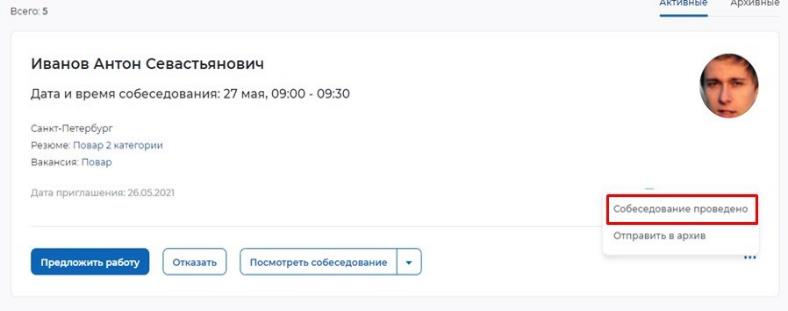 Всего: 5
Активные Архивные
Иванов Антон Севастьянович
Дата и время собеседования: 27 мая, 09:00 - 09:30
Санкт-Петербург
Резюме: Повар 2 категории
Вакансия: Повар
Дата приглашения: 26.05.2021
Собеседование проведено
Отправить в архив
Предложить работу Отказать Посмотреть собеседование